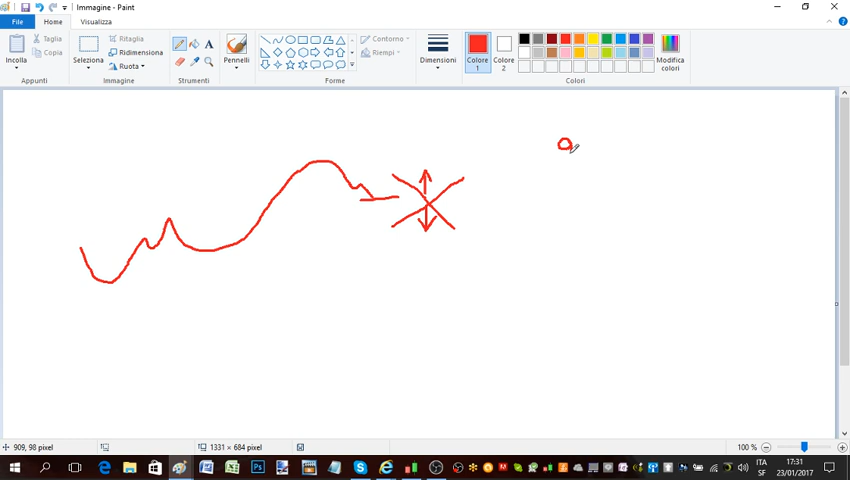 Immagine - Paint
File Home Visualizza
Incolla
Taglia
Copia
Appunti
Seleziona
Ritaglia
Ridimensiona
Ruota
Immagine
A
Strumenti
Pennelli
Contorno
Riempi
Forme
Dimensioni
Colore 1
Colore 2
Modifica colori
Colori
909, 98 pixel
1331 × 684 pixel
100 %
ITA
SF
17:31
23/01/2017